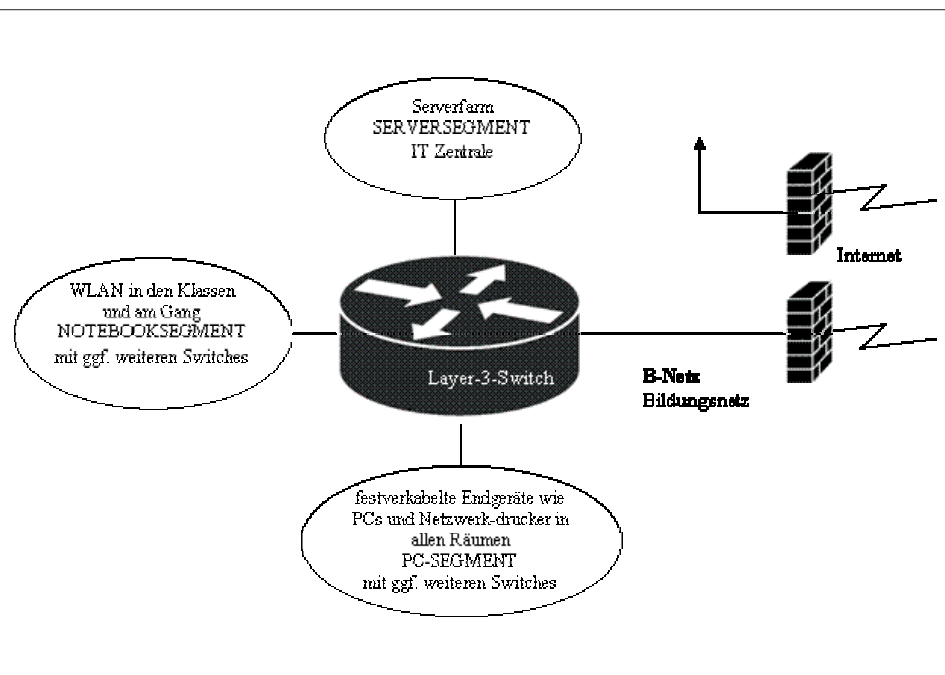 Serverfarm
SERVERSEGMENT
IT Zentrale
Internet
WLAN in den Klassen
und am Gang
NOTEBOOKSEGMENT
mit ggf. weiteren Switches
Layer-3-Switch
B-Netz
Bildungsnetz
festverkabelte Endgeräte wie
PCs und Netzwerk-drucker in
allen Räumen
PC-SEGMENT
mit ggf. weiteren Switches